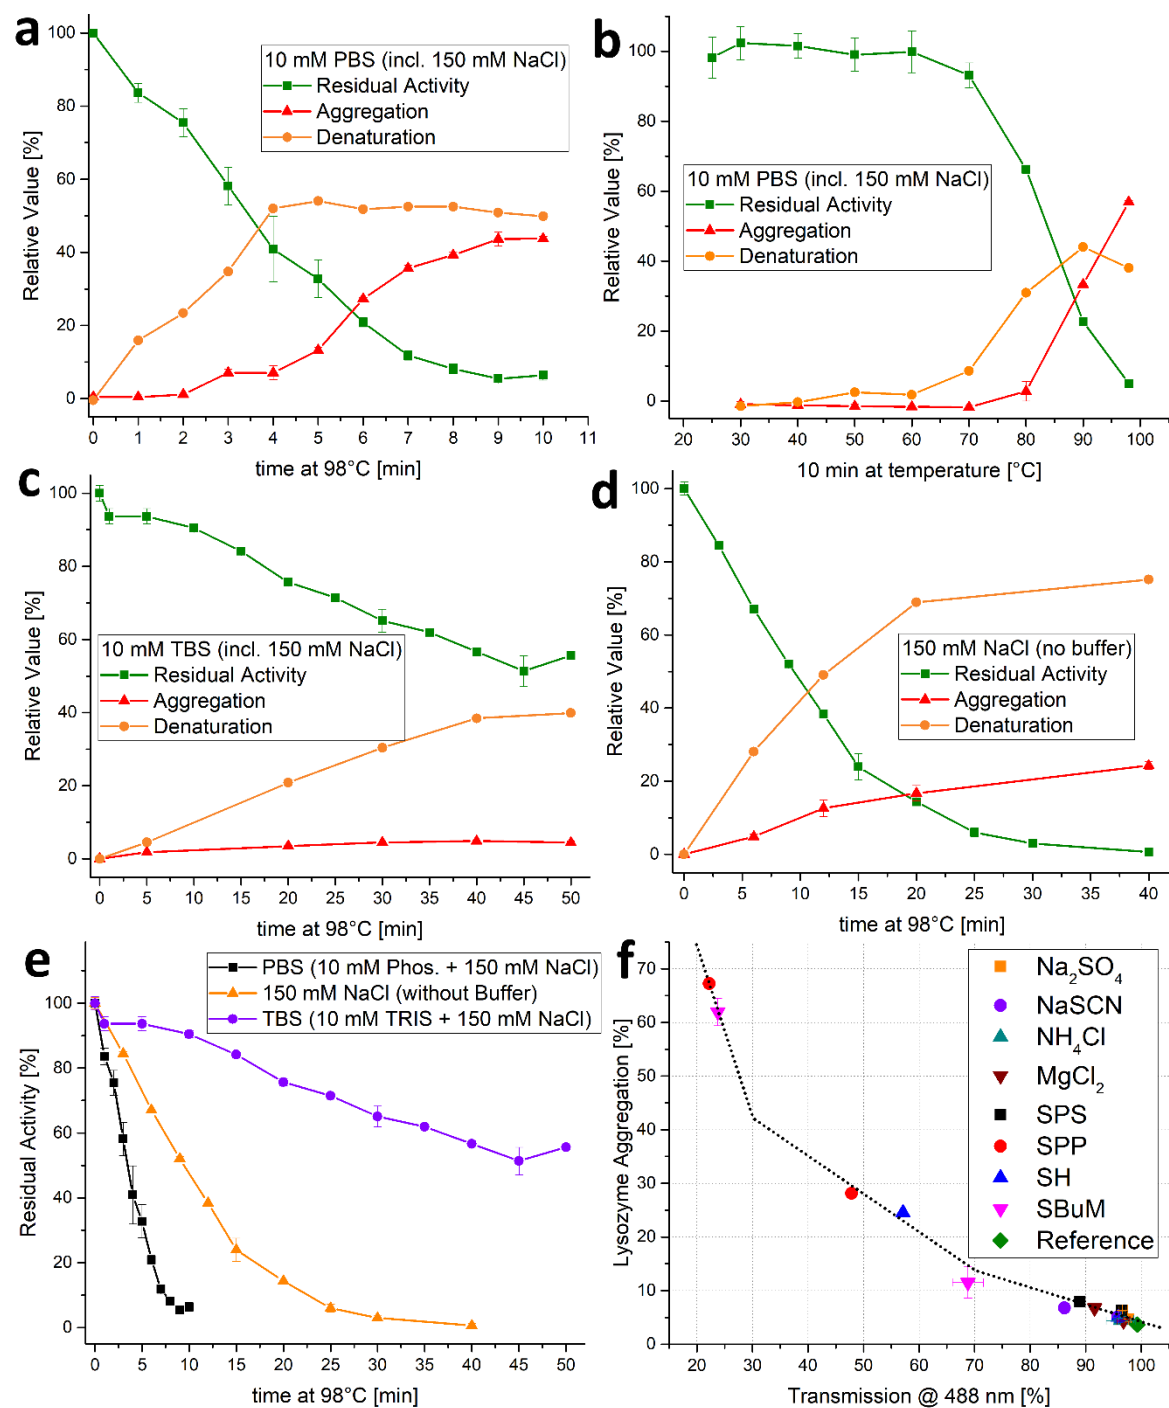 a
10 mM PBS (incl. 150 mM NaCl)
Residual Activity
Aggregation
Denaturation
Relative Value [%]
100
80
60
40
20
0
0 1 2 3 4 5 6 7 8 9 10 11
time at 98°C [min]
b
10 mM PBS (incl. 150 mM NaCl)
Residual Activity
Aggregation
Denaturation
Relative Value [%]
100
80
60
40
20
0
20 30 40 50 60 70 80 90 100
10 min at temperature [°C]
c
10 mM TBS (incl. 150 mM NaCl)
Residual Activity
Aggregation
Denaturation
Relative Value [%]
100
80
60
40
20
0
0 5 10 15 20 25 30 35 40 45 50
time at 98°C [min]
d
150 mM NaCl (no buffer)
Residual Activity
Aggregation
Denaturation
Relative Value [%]
100
80
60
40
20
0
0 5 10 15 20 25 30 35 40
time at 98°C [min]
e
PBS (10 mM Phos. + 150 mM NaCl)
150 mM NaCl (without Buffer)
TBS (10 mM TRIS + 150 mM NaCl)
Residual Activity [%]
100
80
60
40
20
0
0 5 10 15 20 25 30 35 40 45 50
time at 98°C [min]
f
Na₂SO₄
NaSCN
NH₄Cl
MgCl₂
SPS
SPP
SH
SBuM
Reference
Lysozyme Aggregation [%]
70
60
50
40
30
20
10
0
20 30 40 50 60 70 80 90 100
Transmission @ 488 nm [%]